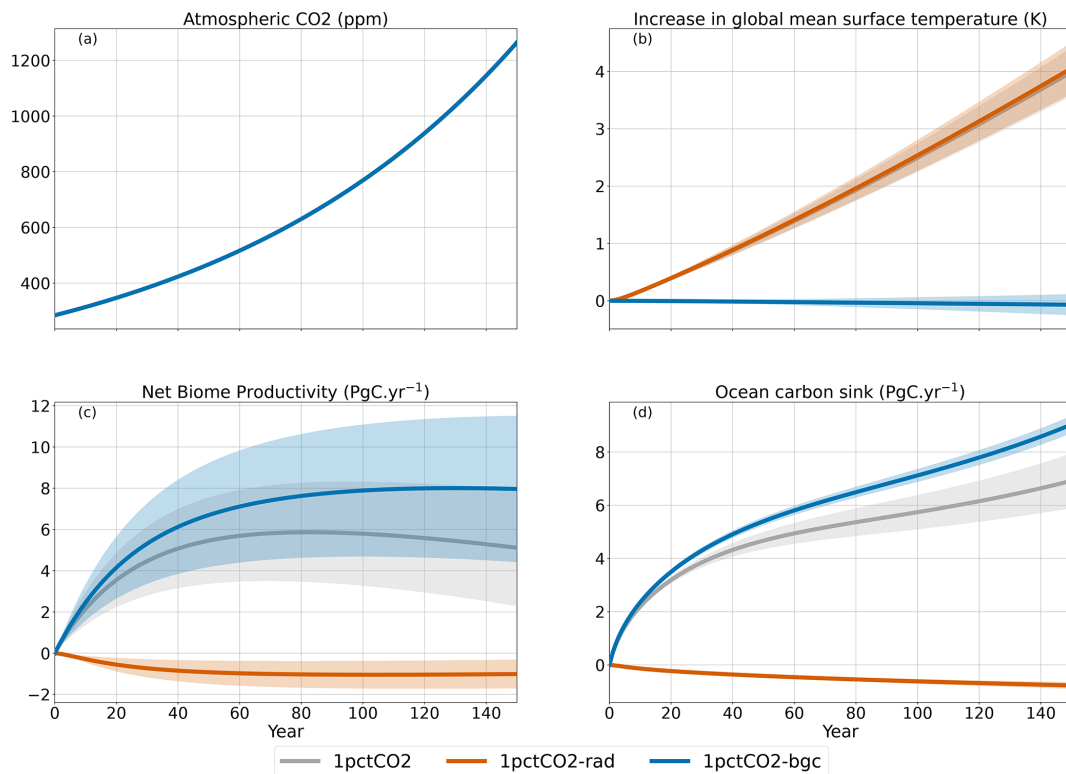 Atmospheric CO2 (ppm)
(a)
1200
1000
800
600
400
Increase in global mean surface temperature (K)
(b)
4
3
2
1
0
Net Biome Productivity (PgC.yr⁻¹)
(c)
12
10
8
6
4
2
0
−2
0 20 40 60 80 100 120 140
Year
Ocean carbon sink (PgC.yr⁻¹)
(d)
8
6
4
2
0
0 20 40 60 80 100 120 140
Year
1pctCO2 1pctCO2-rad 1pctCO2-bgc